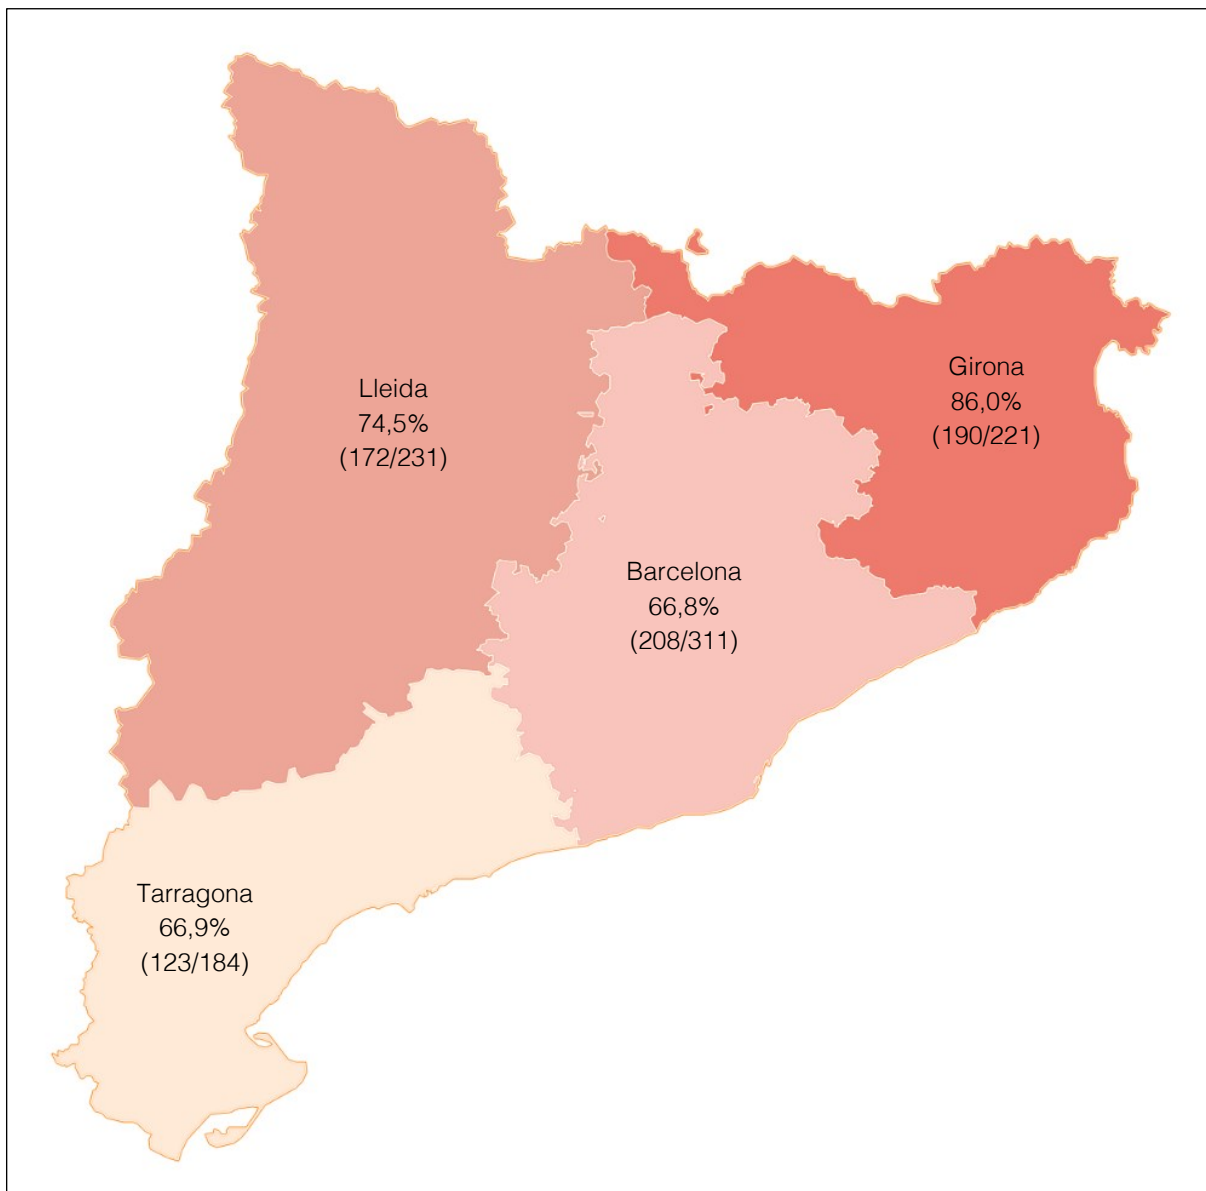 Lleida
74,5%
(172/231)
Girona
86,0%
(190/221)
Barcelona
66,8%
(208/311)
Tarragona
66,9%
(123/184)